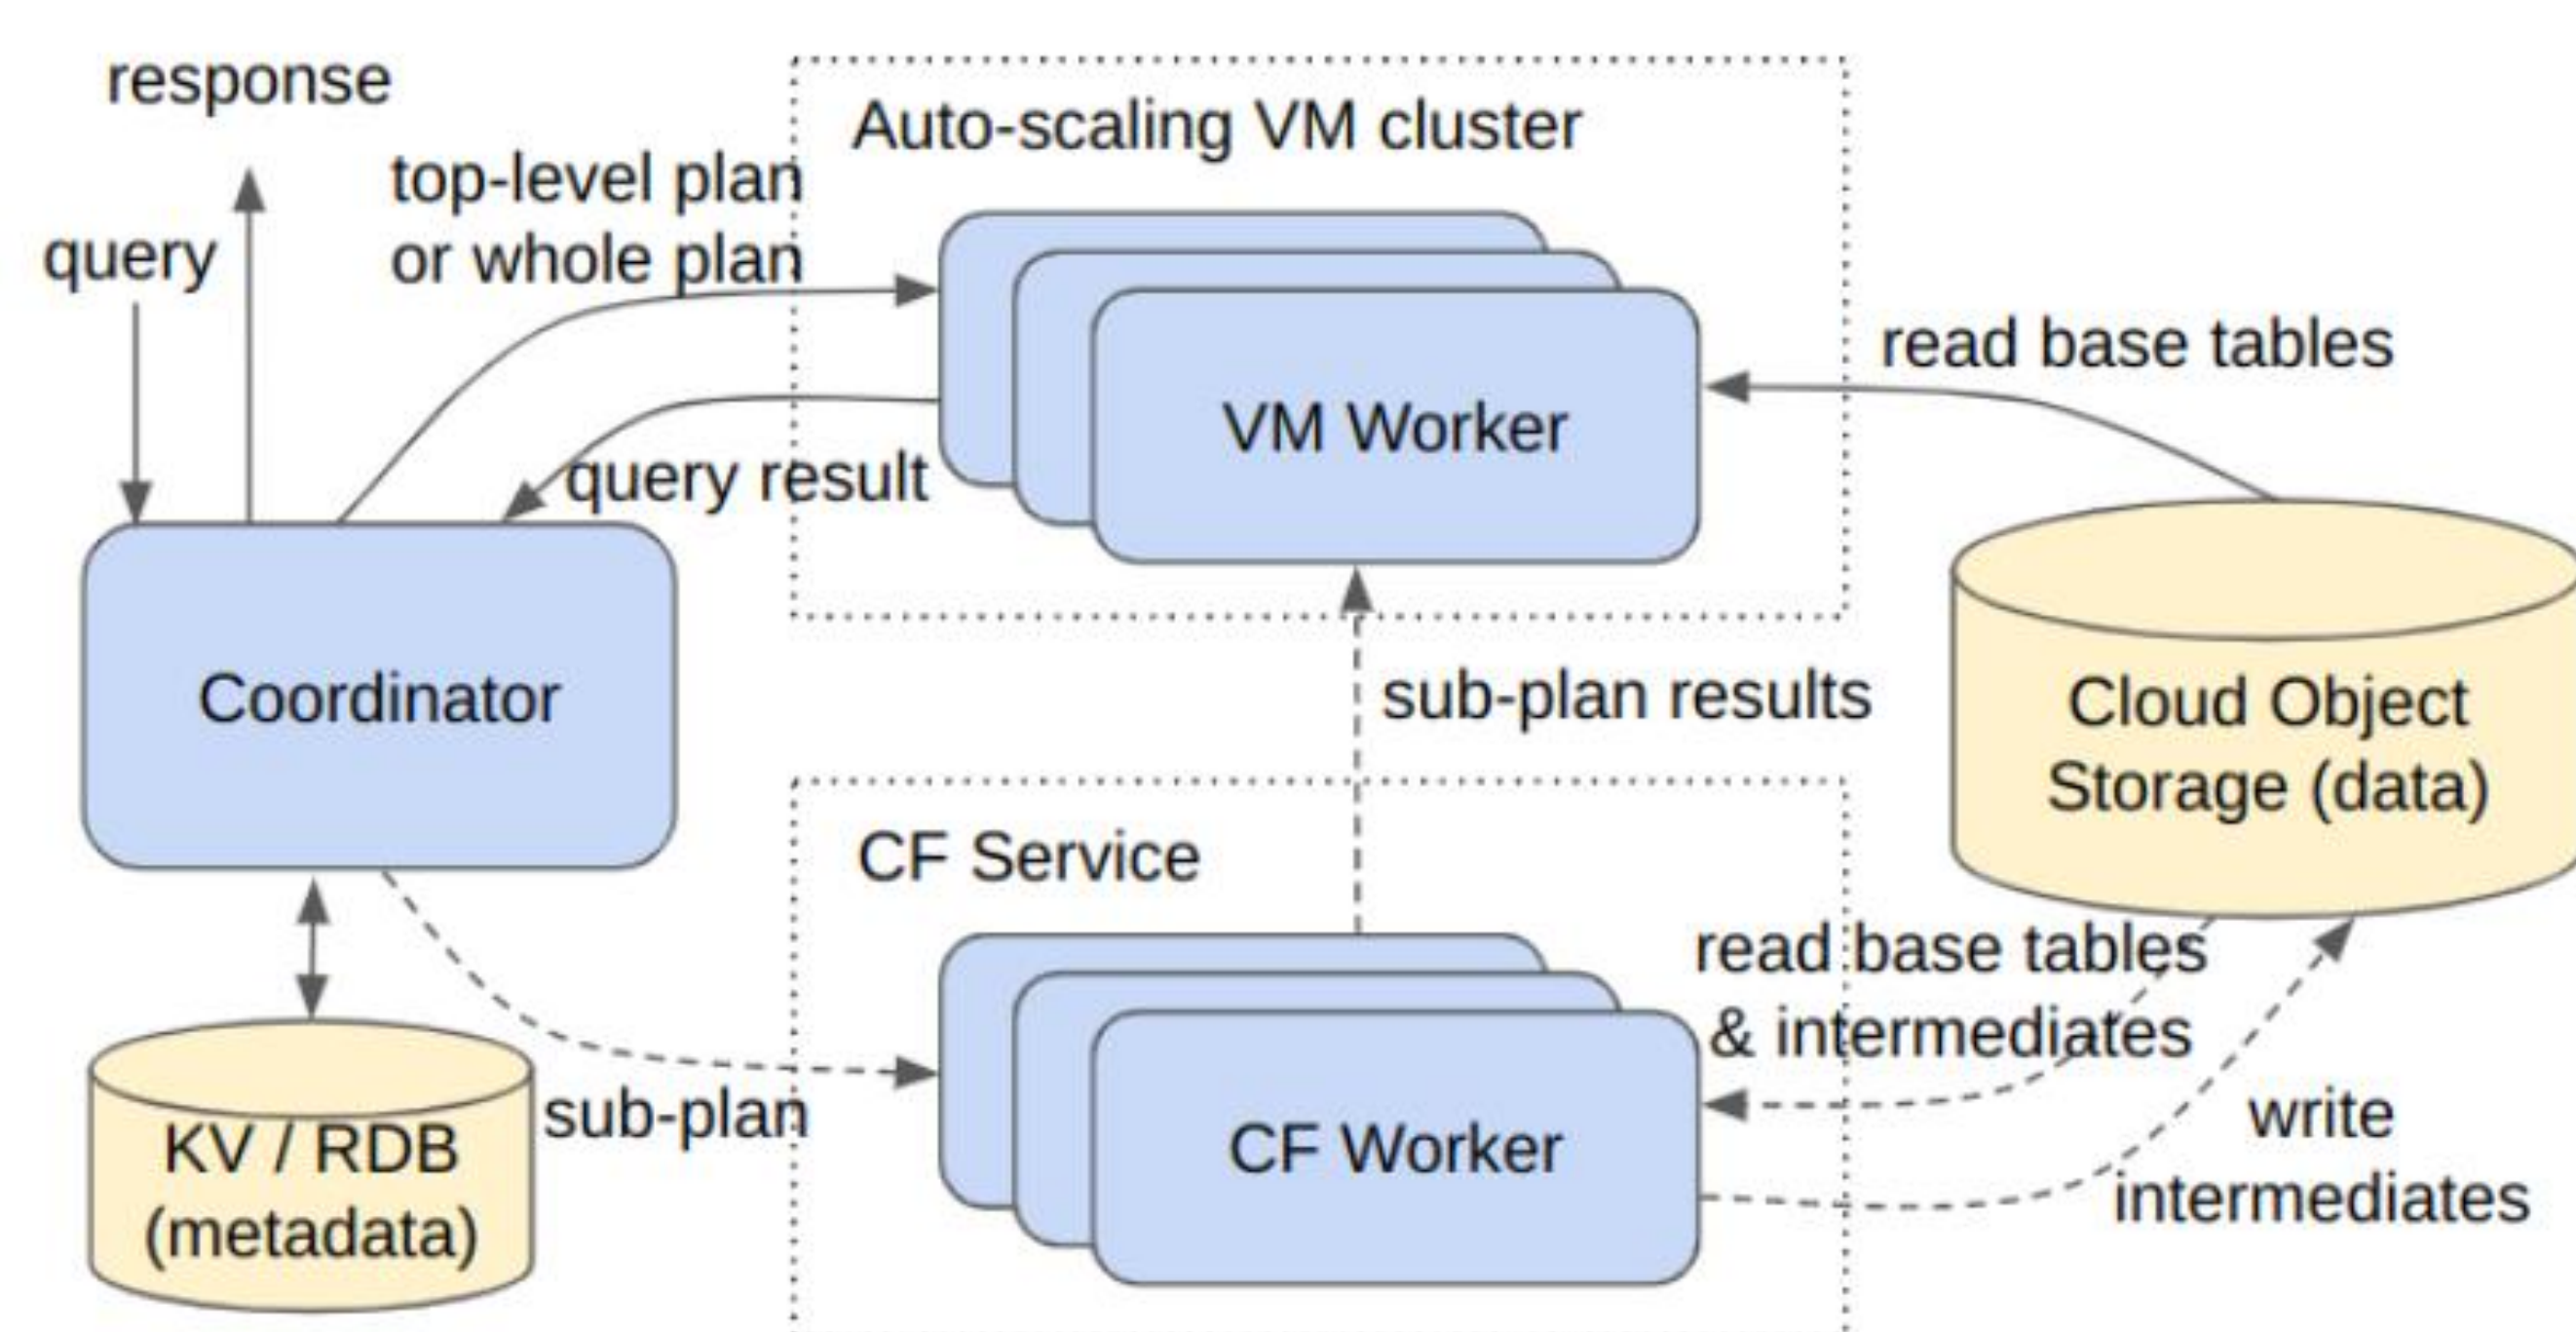 response
query
top-level plan
or whole plan
Auto-scaling VM cluster
VM Worker
query result
read base tables
Coordinator
sub-plan results
Cloud Object
Storage (data)
CF Service
read base tables
& intermediates
sub-plan
CF Worker
write
intermediates
KV / RDB
(metadata)